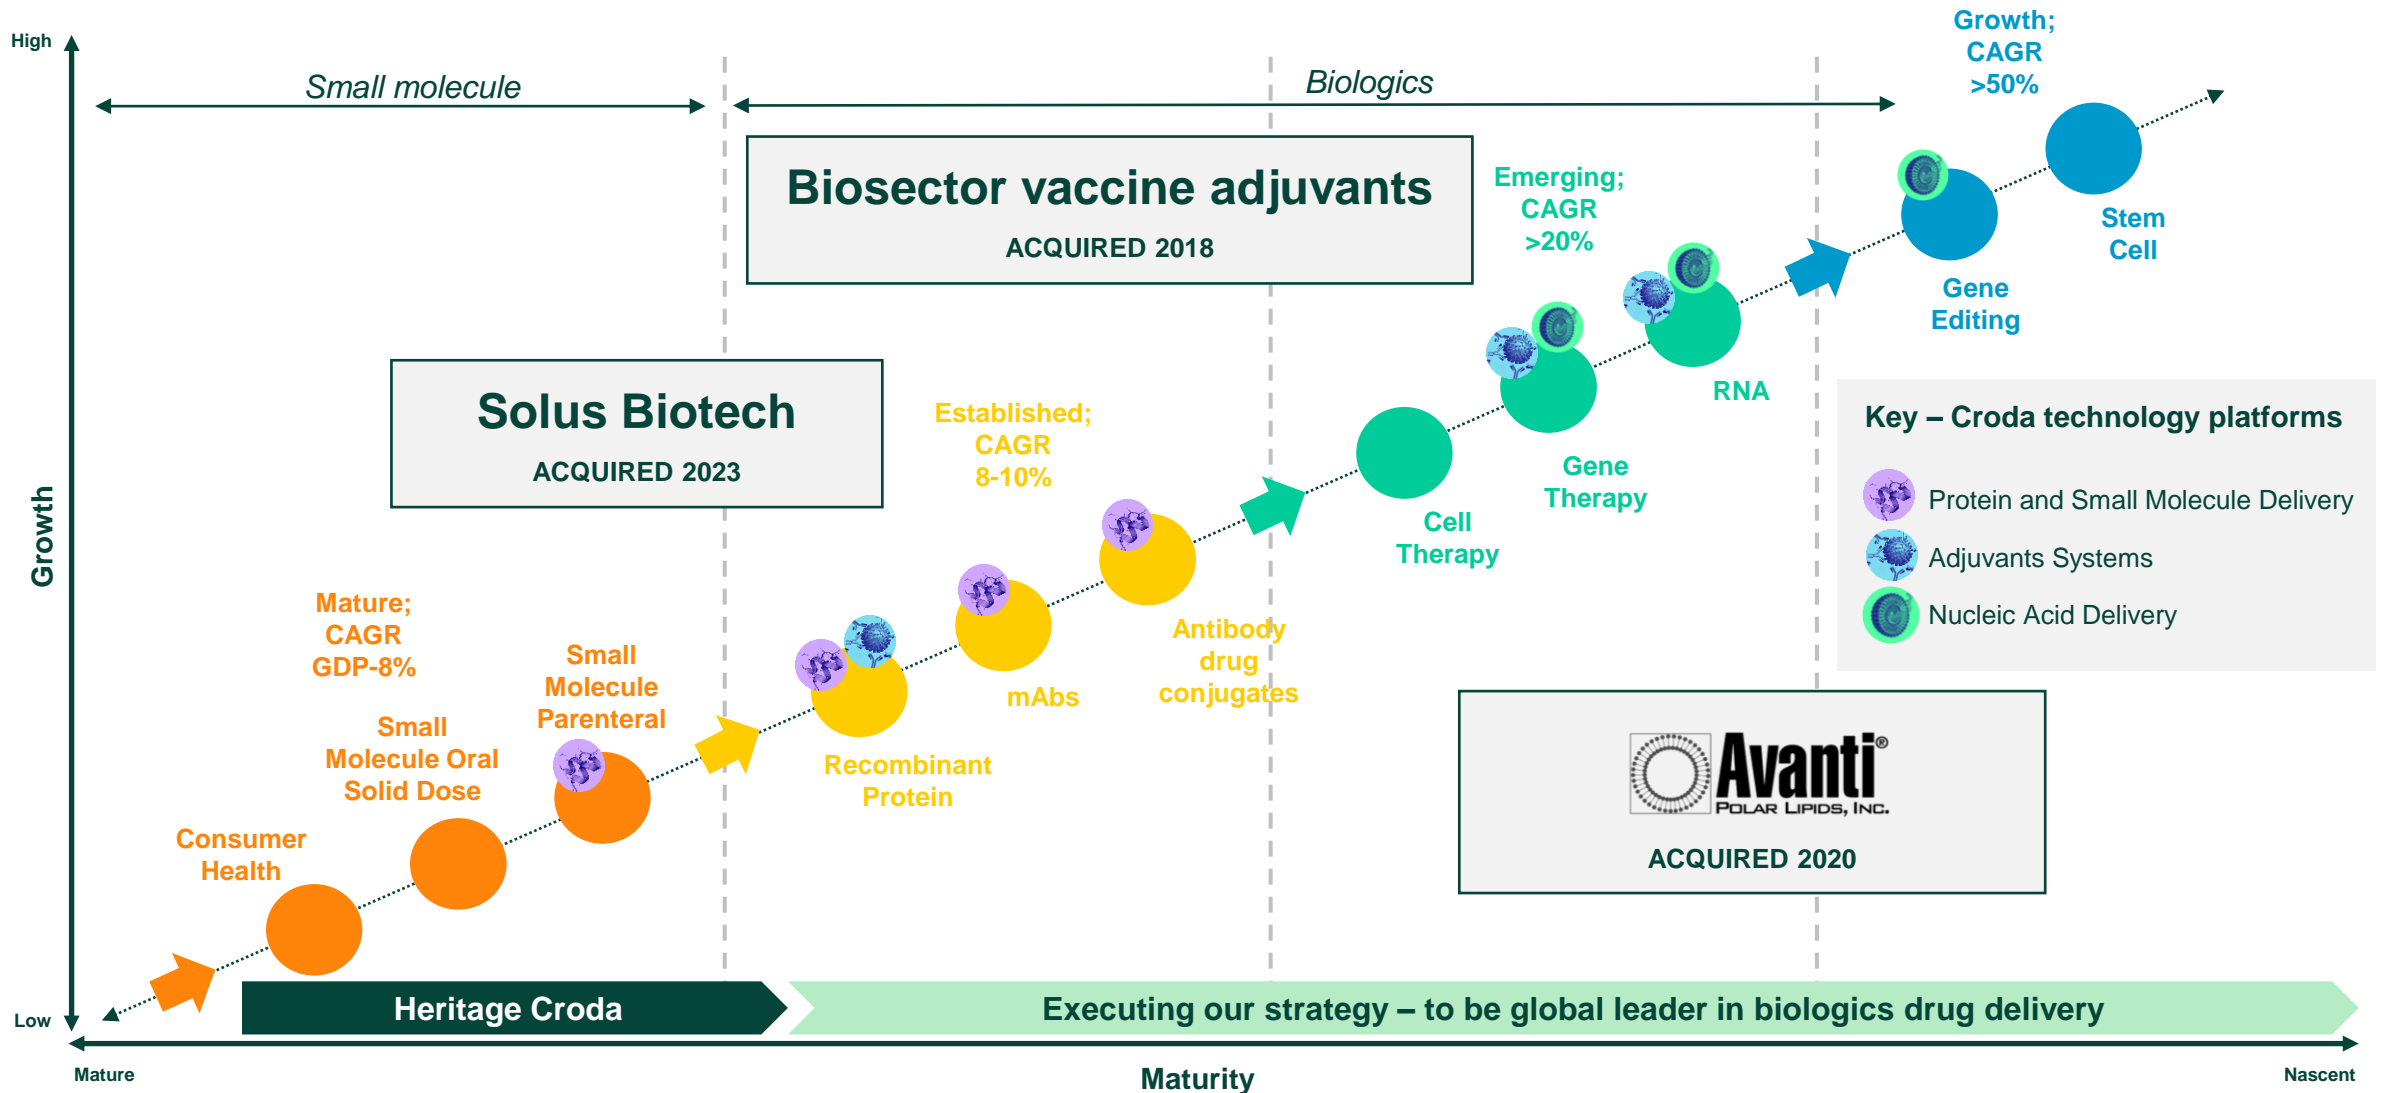 High
Small molecule
Biologics
Growth;
CAGR
>50%
Biosector vaccine adjuvants
ACQUIRED 2018
Emerging;
CAGR
>20%
Stem
Cell
Gene
Editing
Solus Biotech
ACQUIRED 2023
Established;
CAGR
8-10%
RNA
Gene
Therapy
Cell
Therapy
Key – Croda technology platforms
Protein and Small Molecule Delivery
Adjuvants Systems
Nucleic Acid Delivery
Growth
Mature;
CAGR
GDP-8%
Small
Molecule
Parenteral
Small
Molecule Oral
Solid Dose
Consumer
Health
Antibody
drug
conjugates
mAbs
Recombinant
Protein
Avanti®
POLAR LIPIDS, INC.
ACQUIRED 2020
Heritage Croda
Executing our strategy – to be global leader in biologics drug delivery
Low
Mature
Maturity
Nascent